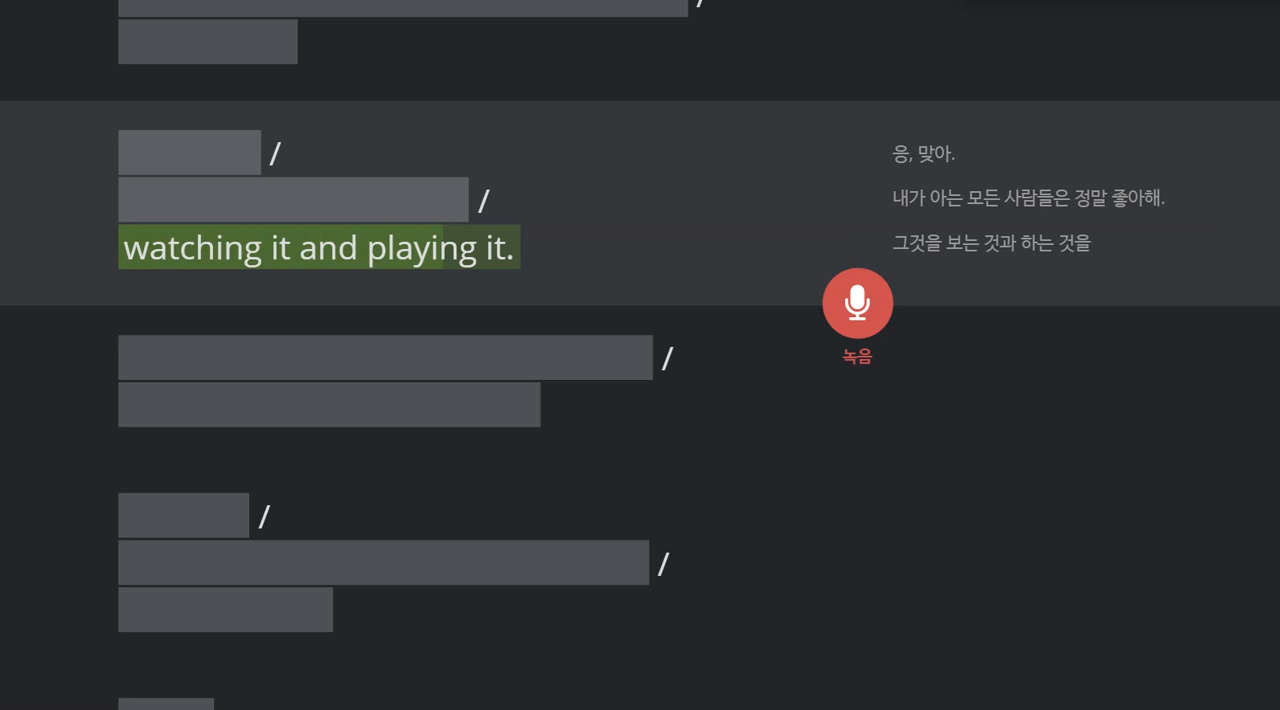 /
/
응, 맞아.
/
내가 아는 모든 사람들은 정말 좋아해.
watching it and playing it.
그것을 보는 것과 하는 것을
녹음
/
/
/